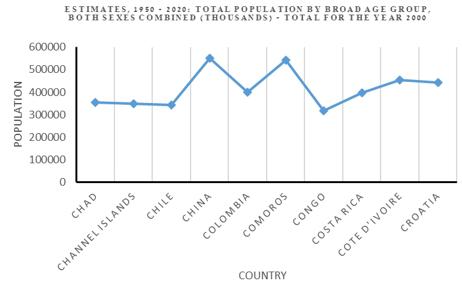 ESTIMATES, 1950 - 2020: TOTAL POPULATION BY BROAD AGE GROUP,
BOTH SEXES COMBINED (THOUSANDS) - TOTAL FOR THE YEAR 2000
600000
500000
400000
300000
200000
100000
0
POPULATION
CHAD
CHANNEL ISLANDS
CHILE
CHINA
COLOMBIA
COMOROS
CONGO
COSTA RICA
COTE D'IVOIRE
CROATIA
COUNTRY